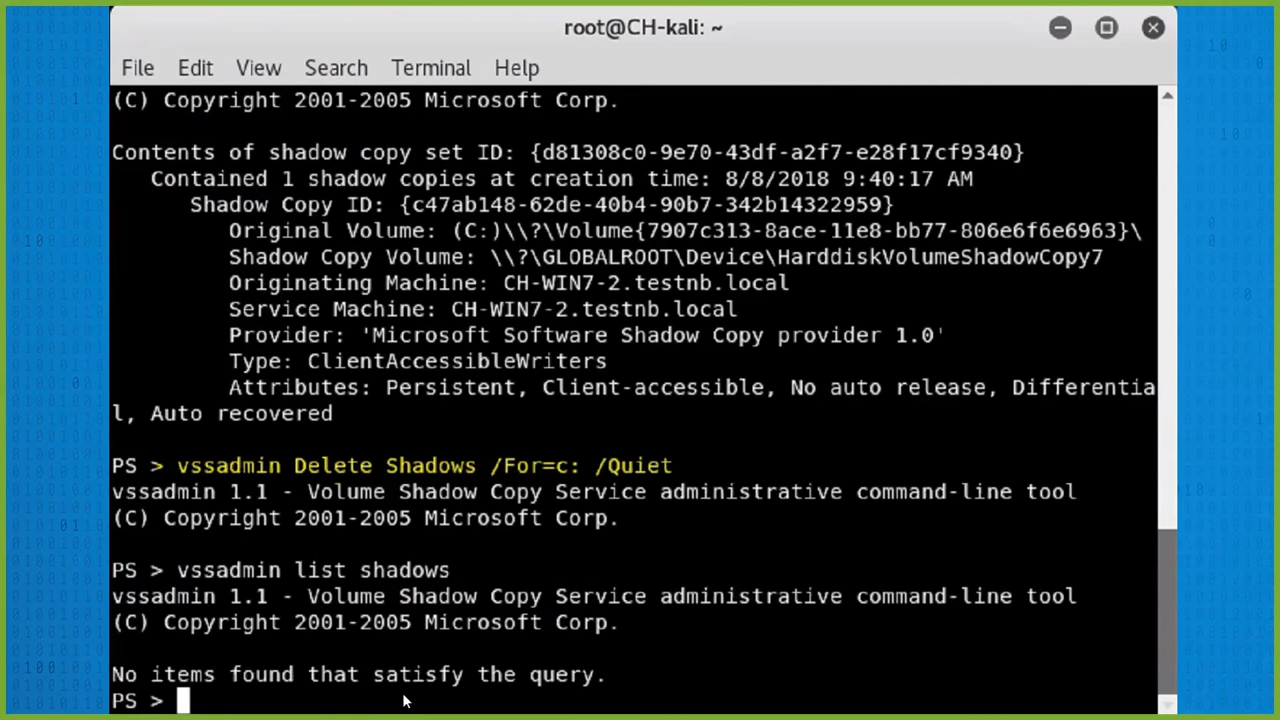 root@CH-kali: ~
File Edit View Search Terminal Help
(C) Copyright 2001-2005 Microsoft Corp.
Contents of shadow copy set ID: {d81308c0-9e70-43df-a2f7-e28f17cf9340}
Contained 1 shadow copies at creation time: 8/8/2018 9:40:17 AM
Shadow Copy ID: {c47ab148-62de-40b4-90b7-342b14322959}
Original Volume: (C:)\\?\Volume{7907c313-8ace-11e8-bb77-806e6f6e6963}\
Shadow Copy Volume: \\?\GLOBALROOT\Device\HarddiskVolumeShadowCopy7
Originating Machine: CH-WIN7-2.testnb.local
Service Machine: CH-WIN7-2.testnb.local
Provider: 'Microsoft Software Shadow Copy provider 1.0'
Type: ClientAccessibleWriters
Attributes: Persistent, Client-accessible, No auto release, Differentia
l, Auto recovered
PS > vssadmin Delete Shadows /For=c: /Quiet
vssadmin 1.1 - Volume Shadow Copy Service administrative command-line tool
(C) Copyright 2001-2005 Microsoft Corp.
PS > vssadmin list shadows
vssadmin 1.1 - Volume Shadow Copy Service administrative command-line tool
(C) Copyright 2001-2005 Microsoft Corp.
No items found that satisfy the query.
PS >